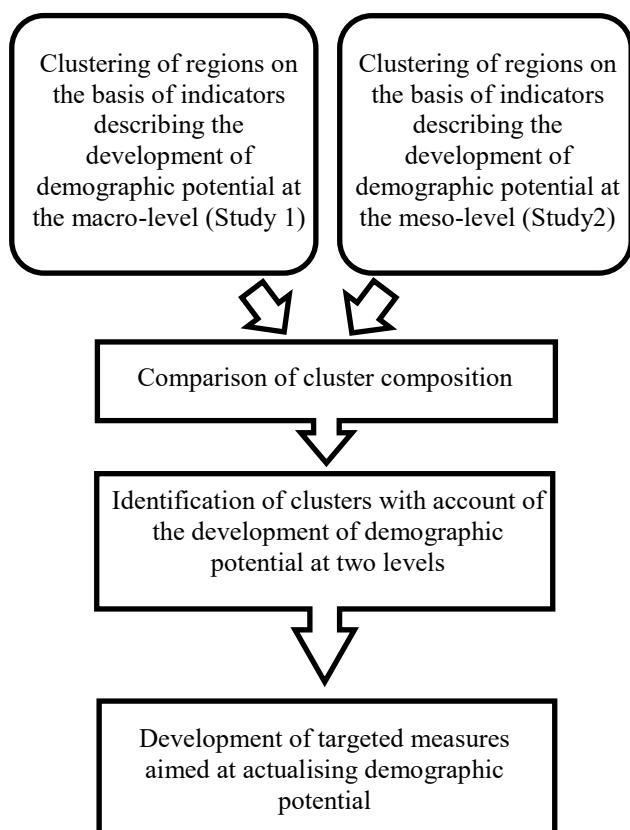 Clustering of regions on
the basis of indicators
describing the
development of
demographic potential at
the macro-level (Study 1)
Clustering of regions on
the basis of indicators
describing the
development of
demographic potential at
the meso-level (Study2)
Comparison of cluster composition
Identification of clusters with account of
the development of demographic
potential at two levels
Development of targeted measures
aimed at actualising demographic
potential